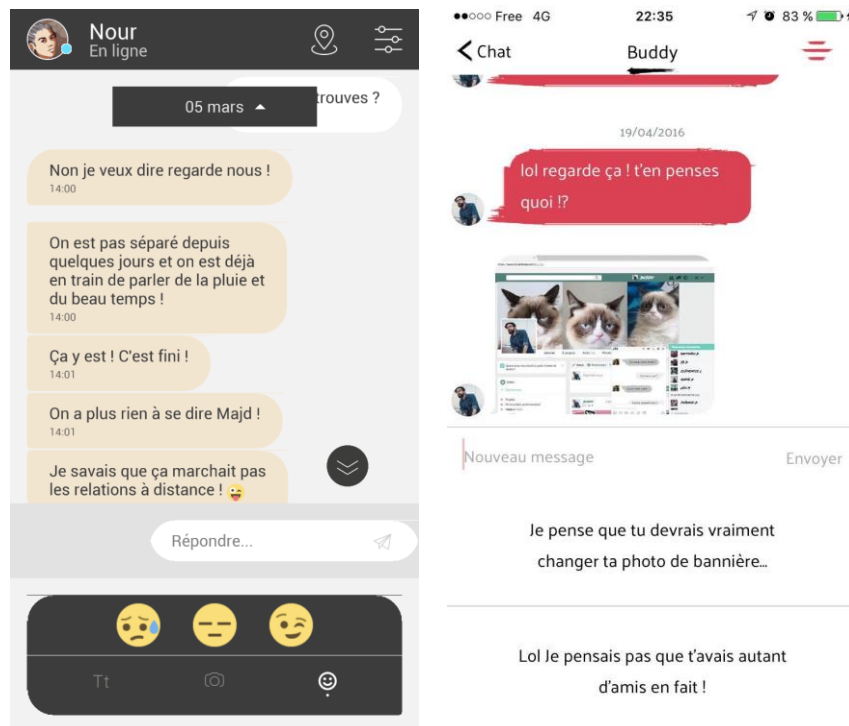 Nour
En ligne
trouves ?
05 mars
Non je veux dire regarde nous !
14:00
On est pas séparé depuis
quelques jours et on est déjà
en train de parler de la pluie et
du beau temps !
14:00
Ça y est ! C'est fini !
14:01
On a plus rien à se dire Majd !
14:01
Je savais que ça marchait pas
les relations à distance !
Répondre...
Tt
Free 4G 22:35 83 %
Chat Buddy
19/04/2016
lol regarde ça ! t'en penses
quoi !?
Nouveau message Envoyer
Je pense que tu devrais vraiment
changer ta photo de bannière...
Lol Je pensais pas que t'avais autant
d'amis en fait !